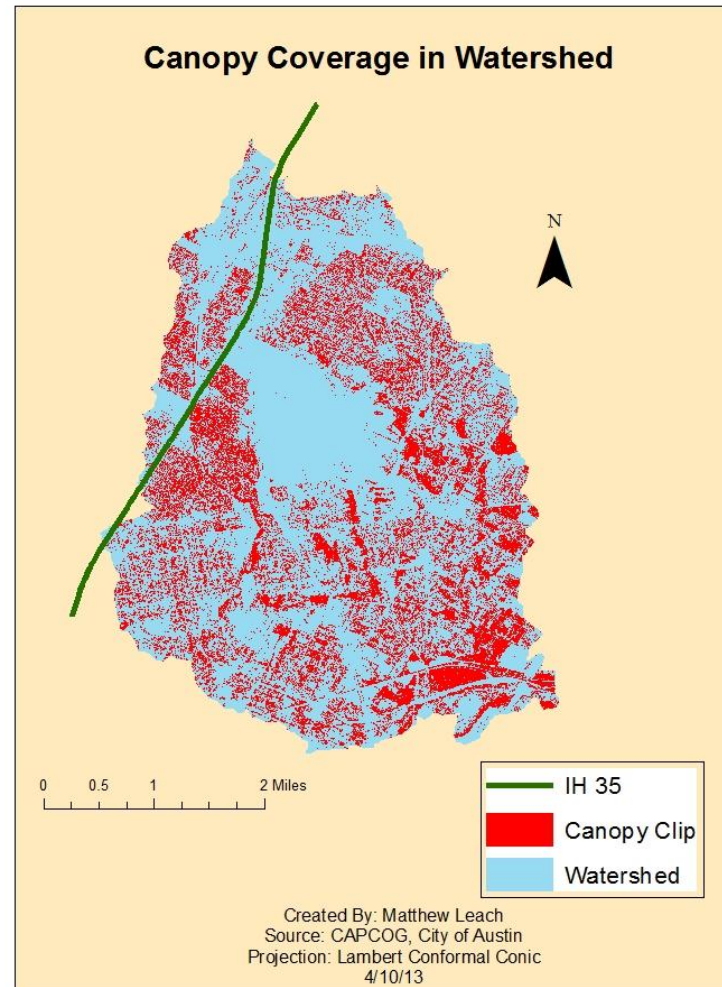 Canopy Coverage in Watershed
N
0 0.5 1 2 Miles
IH 35
Canopy Clip
Watershed
Created By: Matthew Leach
Source: CAPCOG, City of Austin
Projection: Lambert Conformal Conic
4/10/13